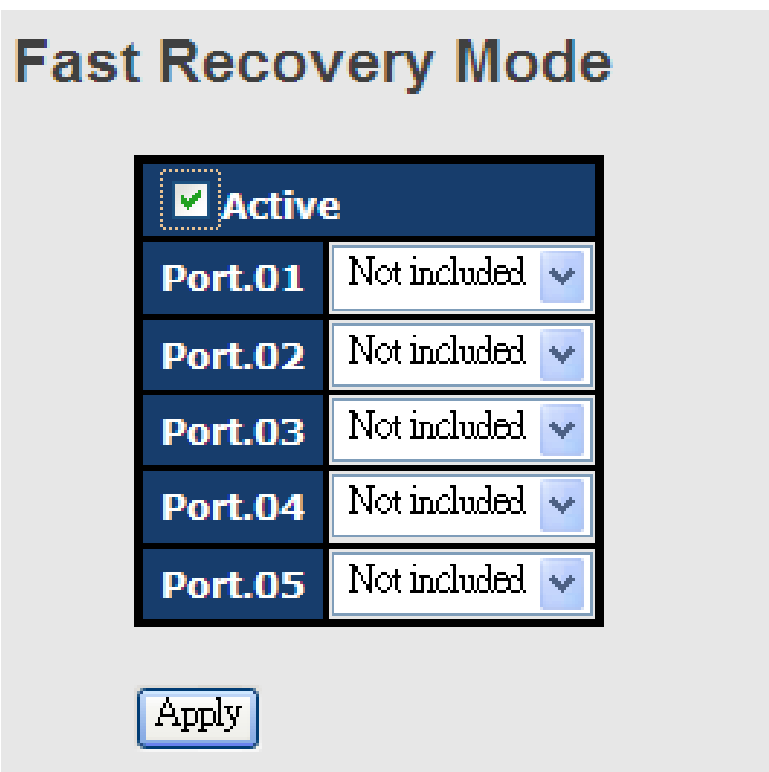 Fast Recovery Mode
Active
Port.01 Not included
Port.02 Not included
Port.03 Not included
Port.04 Not included
Port.05 Not included
Apply